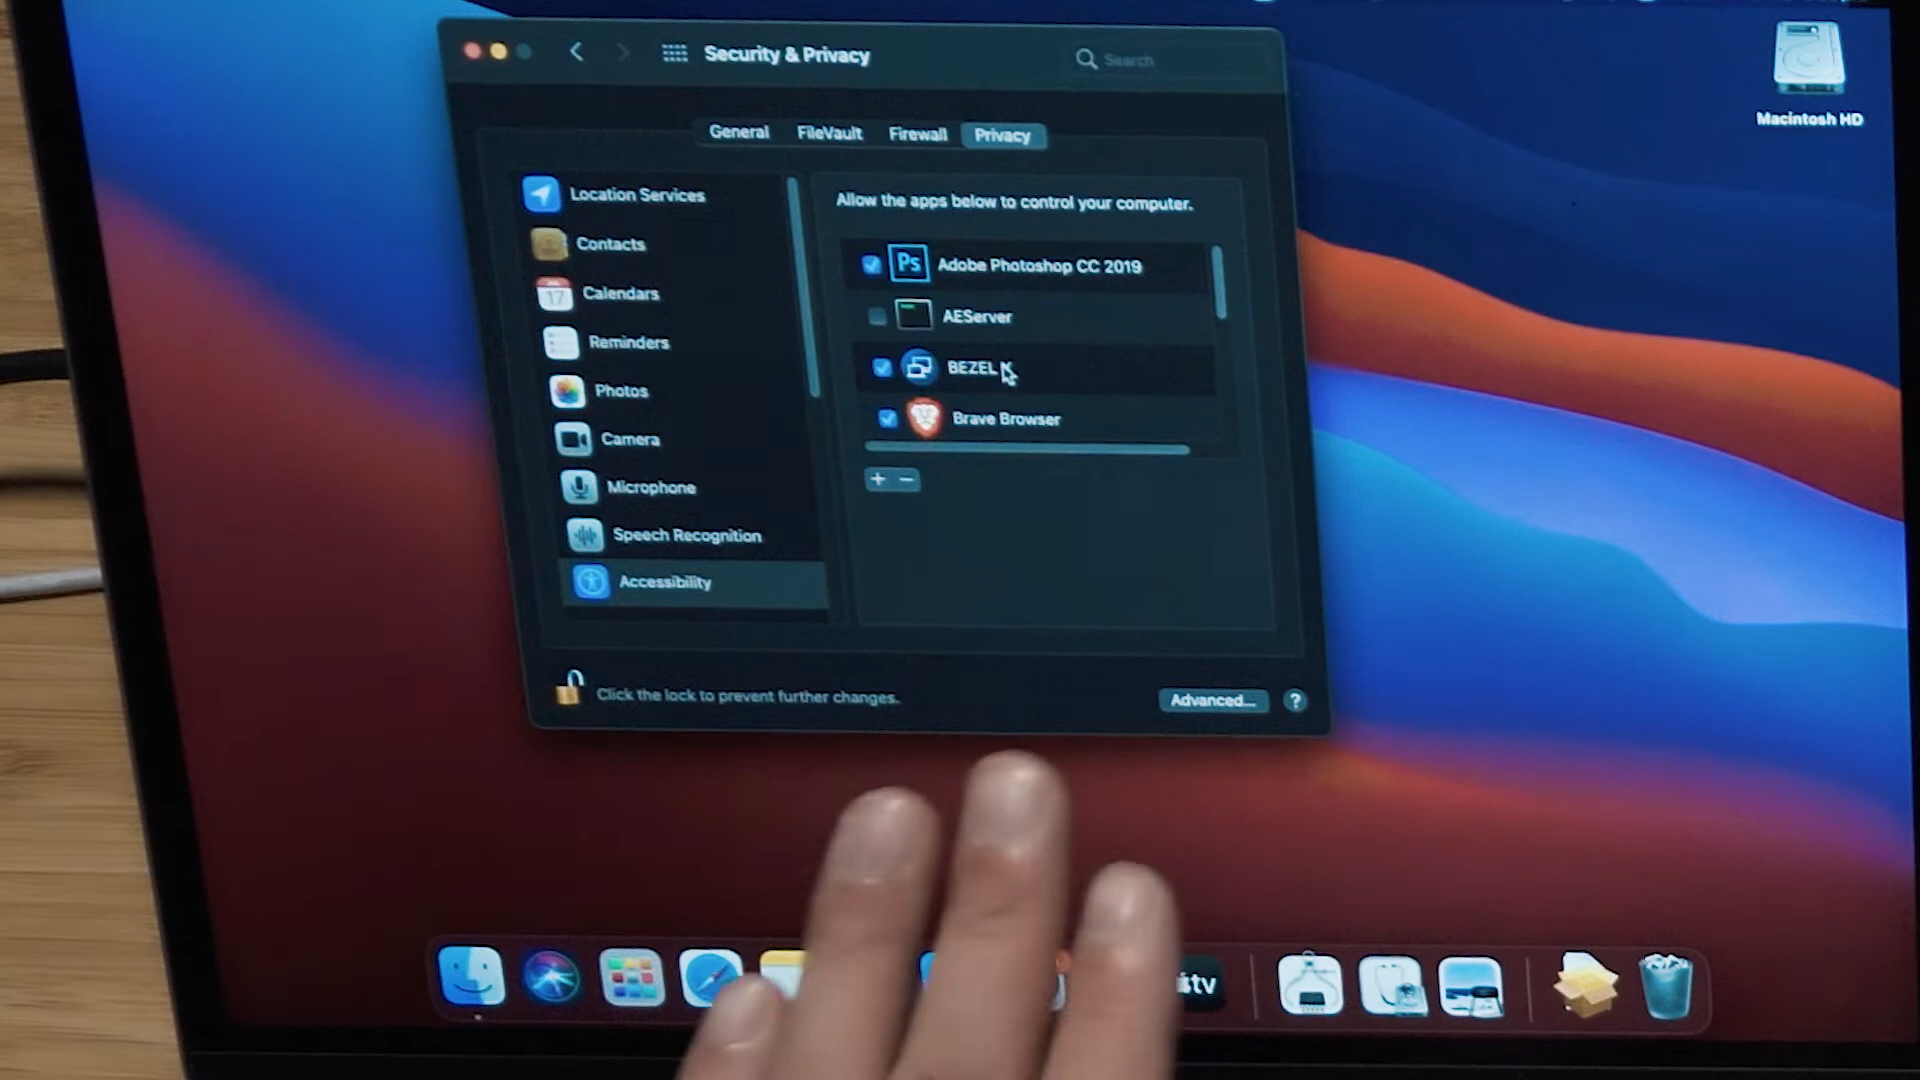 Security & Privacy
Search
Macintosh HD
General
FileVault
Firewall
Privacy
Location Services
Contacts
17
Calendars
Reminders
Photos
Camera
Microphone
Speech Recognition
Accessibility
Allow the apps below to control your computer.
Ps
Adobe Photoshop CC 2019
AEServer
BEZEL
Brave Browser
+ −
Click the lock to prevent further changes.
Advanced...
?
tv